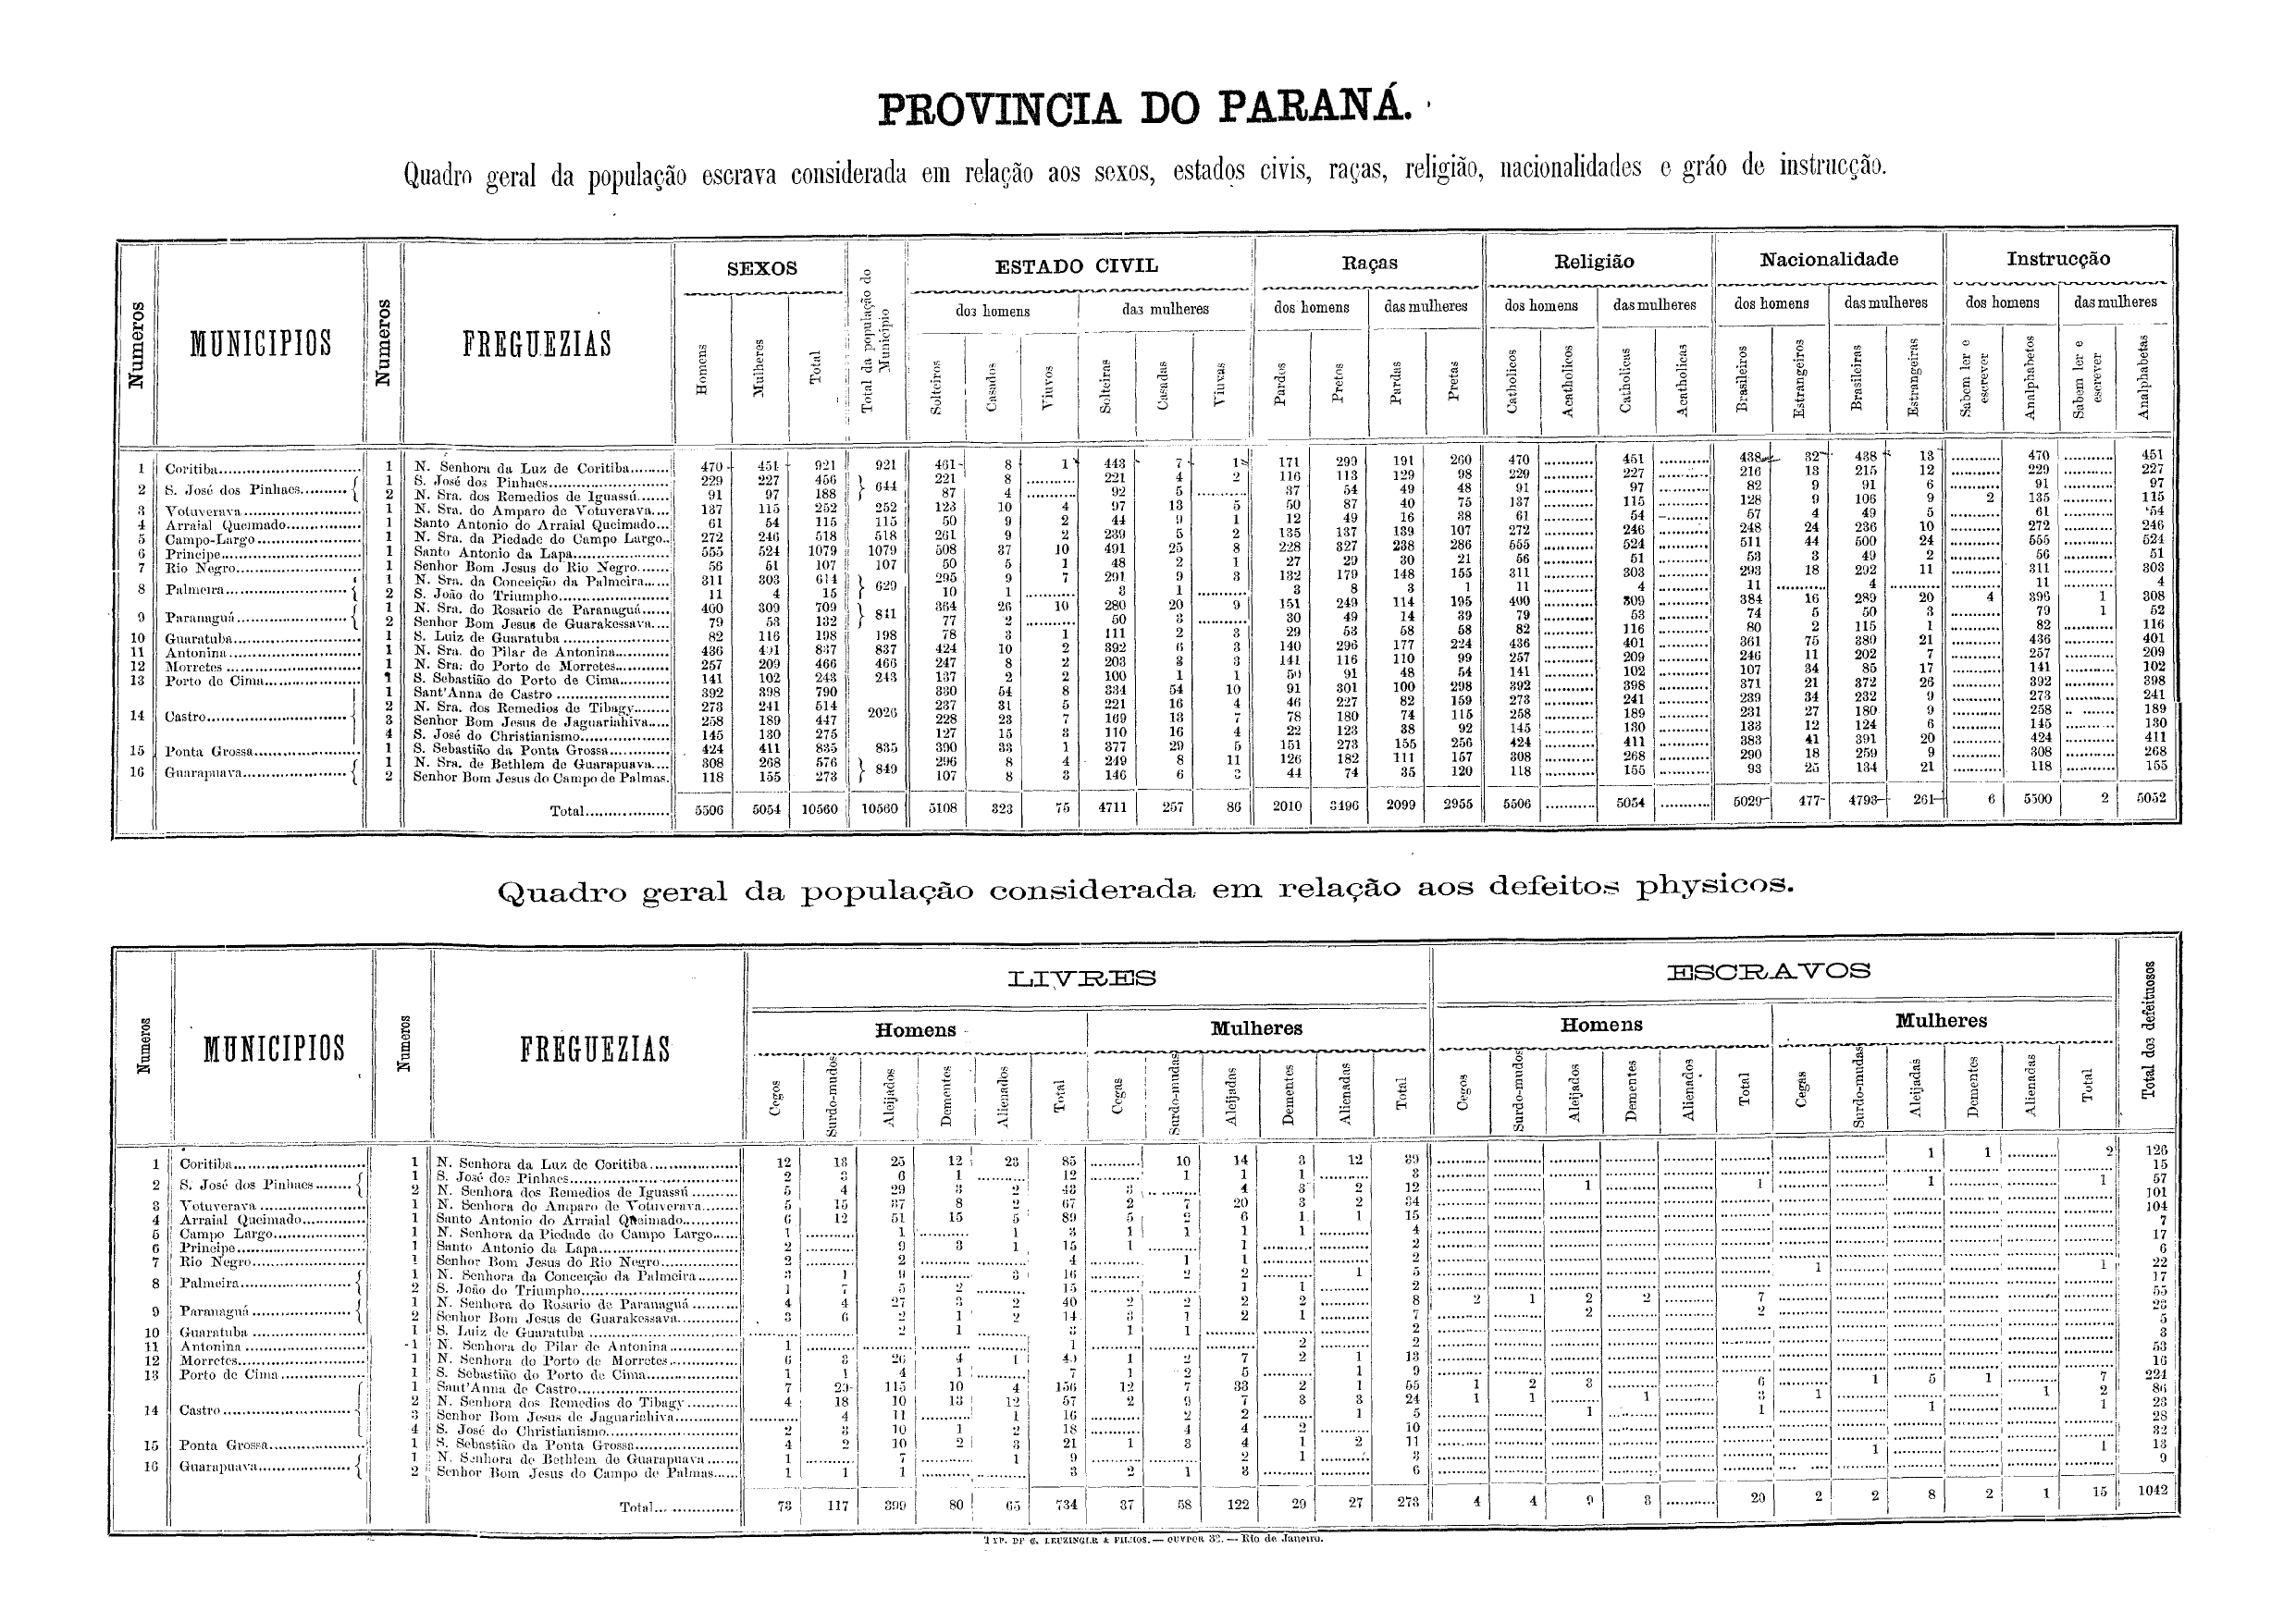 PROVINCIA DO PARANÁ.
Quadro geral da população escrava considerada em relação aos sexos, estados civis, raças, religião, nacionalidades e gráo de instrucção.
Numeros MUNICIPIOS Numeros FREGUEZIAS SEXOS Total da população do Municipio ESTADO CIVIL Raças Religião Nacionalidade Instrucção
dos homens das mulheres dos homens das mulheres dos homens das mulheres dos homens das mulheres dos homens das mulheres
Homens Mulheres Total Solteiros Casados Viuvos Solteiras Casadas Viuvas Pardos Pretos Pardas Pretas Catholicos Acatholicos Catholicas Acatholicas Brasileiros Estrangeiros Brasileiras Estrangeiras Sabem ler e escrever Analphabetos Sabem ler e escrever Analphabetas
1 Coritiba 1 N. Senhora da Luz de Coritiba 470 451 921 921 461 8 1 443 7 1 171 299 191 260 470 451 438 32 438 13 470 451
2 S. José dos Pinhaes 1 S. José dos Pinhaes 229 227 456 644 221 8 221 4 2 116 113 129 98 229 227 216 13 215 12 229 227
2 N. Sra. dos Remedios de Iguassú 91 97 188 87 4 92 5 37 54 49 48 91 97 82 9 91 6 91 97
3 Votuverava 1 N. Sra. do Amparo de Votuverava 137 115 252 252 123 10 4 97 13 5 50 87 40 75 137 115 128 9 106 9 2 135 115
4 Arraial Queimado 1 Santo Antonio do Arraial Queimado 61 54 115 115 50 9 2 44 9 1 12 49 16 38 61 54 57 4 49 5 61 54
5 Campo-Largo 1 N. Sra. da Piedade do Campo Largo 272 246 518 518 261 9 2 239 5 2 135 137 139 107 272 246 248 24 236 10 272 246
6 Principe 1 Santo Antonio da Lapa 555 524 1079 1079 508 37 10 491 25 8 228 327 238 286 555 524 511 44 500 24 555 524
7 Rio Negro 1 Senhor Bom Jesus do Rio Negro 56 51 107 107 50 5 1 48 2 1 27 29 30 21 56 51 53 3 49 2 56 51
8 Palmeira 1 N. Sra. da Conceição da Palmeira 311 303 614 629 295 9 7 291 9 3 132 179 148 155 311 303 293 18 292 11 311 303
2 S. João do Triumpho 11 4 15 10 1 3 1 3 8 3 1 11 4 11 4 11 4
9 Paranaguá 1 N. Sra. do Rosario de Paranaguá 400 309 709 841 364 26 10 280 20 9 151 249 114 195 400 309 384 16 289 20 4 396 1 308
2 Senhor Bom Jesus de Guarakessava 79 53 132 77 2 50 3 30 49 14 39 79 53 74 5 50 3 79 1 52
10 Guaratuba 1 S. Luiz de Guaratuba 82 116 198 198 78 3 1 111 2 3 29 53 58 58 82 116 80 2 115 1 82 116
11 Antonina 1 N. Sra. do Pilar de Antonina 436 401 837 837 424 10 2 392 6 3 140 296 177 224 436 401 361 75 380 21 436 401
12 Morretes 1 N. Sra. do Porto de Morretes 257 209 466 466 247 8 2 203 3 3 141 116 110 99 257 209 246 11 202 7 257 209
13 Porto de Cima 1 S. Sebastião do Porto de Cima 141 102 243 243 137 2 2 100 1 1 50 91 48 54 141 102 107 34 85 17 141 102
1 Sant'Anna de Castro 392 398 790 330 54 8 334 54 10 91 301 100 298 392 398 371 21 372 26 392 398
14 Castro 2 N. Sra. dos Remedios de Tibagy 273 241 514 2026 237 31 5 221 16 4 46 227 82 159 273 241 239 34 232 9 273 241
3 Senhor Bom Jesus de Jaguariahiva 258 189 447 228 23 7 169 13 7 78 180 74 115 258 189 231 27 180 9 258 189
4 S. José do Christianismo 145 130 275 127 15 3 110 16 4 22 123 38 92 145 130 133 12 124 6 145 130
15 Ponta Grossa 1 S. Sebastião da Ponta Grossa 424 411 835 835 390 33 1 377 29 5 151 273 155 256 424 411 383 41 391 20 424 411
16 Guarapuava 1 N. Sra. de Bethlem de Guarapuava 308 268 576 849 296 8 4 249 8 11 126 182 111 157 308 268 290 18 259 9 308 268
2 Senhor Bom Jesus do Campo de Palmas 118 155 273 107 8 3 146 6 3 44 74 35 120 118 155 93 25 134 21 118 155
Total 5506 5054 10560 10560 5108 323 75 4711 257 86 2010 3496 2099 2955 5506 5054 5029 477 4793 261 6 5500 2 5052
Quadro geral da população considerada em relação aos defeitos physicos.
Numeros MUNICIPIOS Numeros FREGUEZIAS LIVRES ESCRAVOS Total dos defeituosos
Homens Mulheres Homens Mulheres
Cegos Surdo-mudos Aleijados Dementes Alienados Total Cegas Surdo-mudas Aleijadas Dementes Alienadas Total Cegos Surdo-mudos Aleijados Dementes Alienados Total Cegas Surdo-mudas Aleijadas Dementes Alienadas Total
1 Coritiba 1 N. Senhora da Luz de Coritiba 12 13 25 12 23 85 10 14 3 12 39 1 1 2 126
2 S. José dos Pinhaes 1 S. José dos Pinhaes 2 3 6 1 12 1 1 1 3 15
2 N. Senhora dos Remedios de Iguassú 5 4 29 3 2 43 3 4 3 2 12 1 1 1 1 57
3 Votuverava 1 N. Senhora do Amparo de Votuverava 5 15 37 8 2 67 2 7 20 3 2 34 101
4 Arraial Queimado 1 Santo Antonio do Arraial Queimado 6 12 51 15 5 89 5 2 6 1 1 15 104
5 Campo Largo 1 N. Senhora da Piedade do Campo Largo 1 1 1 3 1 1 1 1 4 7
6 Principe 1 Santo Antonio da Lapa 2 9 3 1 15 1 1 2 17
7 Rio Negro 1 Senhor Bom Jesus do Rio Negro 2 2 4 1 1 2 6
8 Palmeira 1 N. Senhora da Conceição da Palmeira 3 1 9 3 16 2 2 1 5 1 1 22
2 S. João do Triumpho 1 7 5 2 15 1 1 2 17
9 Paranaguá 1 N. Senhora do Rosario de Paranaguá 4 4 27 3 2 40 2 2 2 2 8 2 1 2 2 7 55
2 Senhor Bom Jesus de Guarakessava 3 6 2 1 2 14 3 1 2 1 7 2 2 23
10 Guaratuba 1 S. Luiz de Guaratuba 2 1 3 1 1 2 5
11 Antonina 1 N. Senhora do Pilar de Antonina 1 1 2 2 3
12 Morretes 1 N. Senhora do Porto de Morretes 6 3 26 4 1 40 1 2 7 2 1 13 53
13 Porto de Cima 1 S. Sebastião do Porto de Cima 1 1 4 1 7 1 2 5 1 9 16
1 Sant'Anna de Castro 7 20 115 10 4 156 12 7 33 2 1 55 1 2 3 6 1 5 1 7 224
14 Castro 2 N. Senhora dos Remedios do Tibagy 4 18 10 13 12 57 2 9 7 3 3 24 1 1 1 3 1 1 2 86
3 Senhor Bom Jesus de Jaguariahiva 4 11 1 16 2 2 1 5 1 1 1 1 23
4 S. José do Christianismo 2 3 10 1 2 18 4 4 2 10 28
15 Ponta Grossa 1 S. Sebastião da Ponta Grossa 4 2 10 2 3 21 1 3 4 1 2 11 32
16 Guarapuava 1 N. Senhora de Bethlem de Guarapuava 1 7 1 9 2 1 3 1 1 13
2 Senhor Bom Jesus do Campo de Palmas 1 1 1 3 2 1 3 6 9
Total 73 117 399 80 65 734 37 58 122 29 27 273 4 4 9 3 20 2 2 8 2 1 15 1042
TYP. DE G. LEUZINGER & FILHOS. — OUVIDOR 32. — Rio de Janeiro.